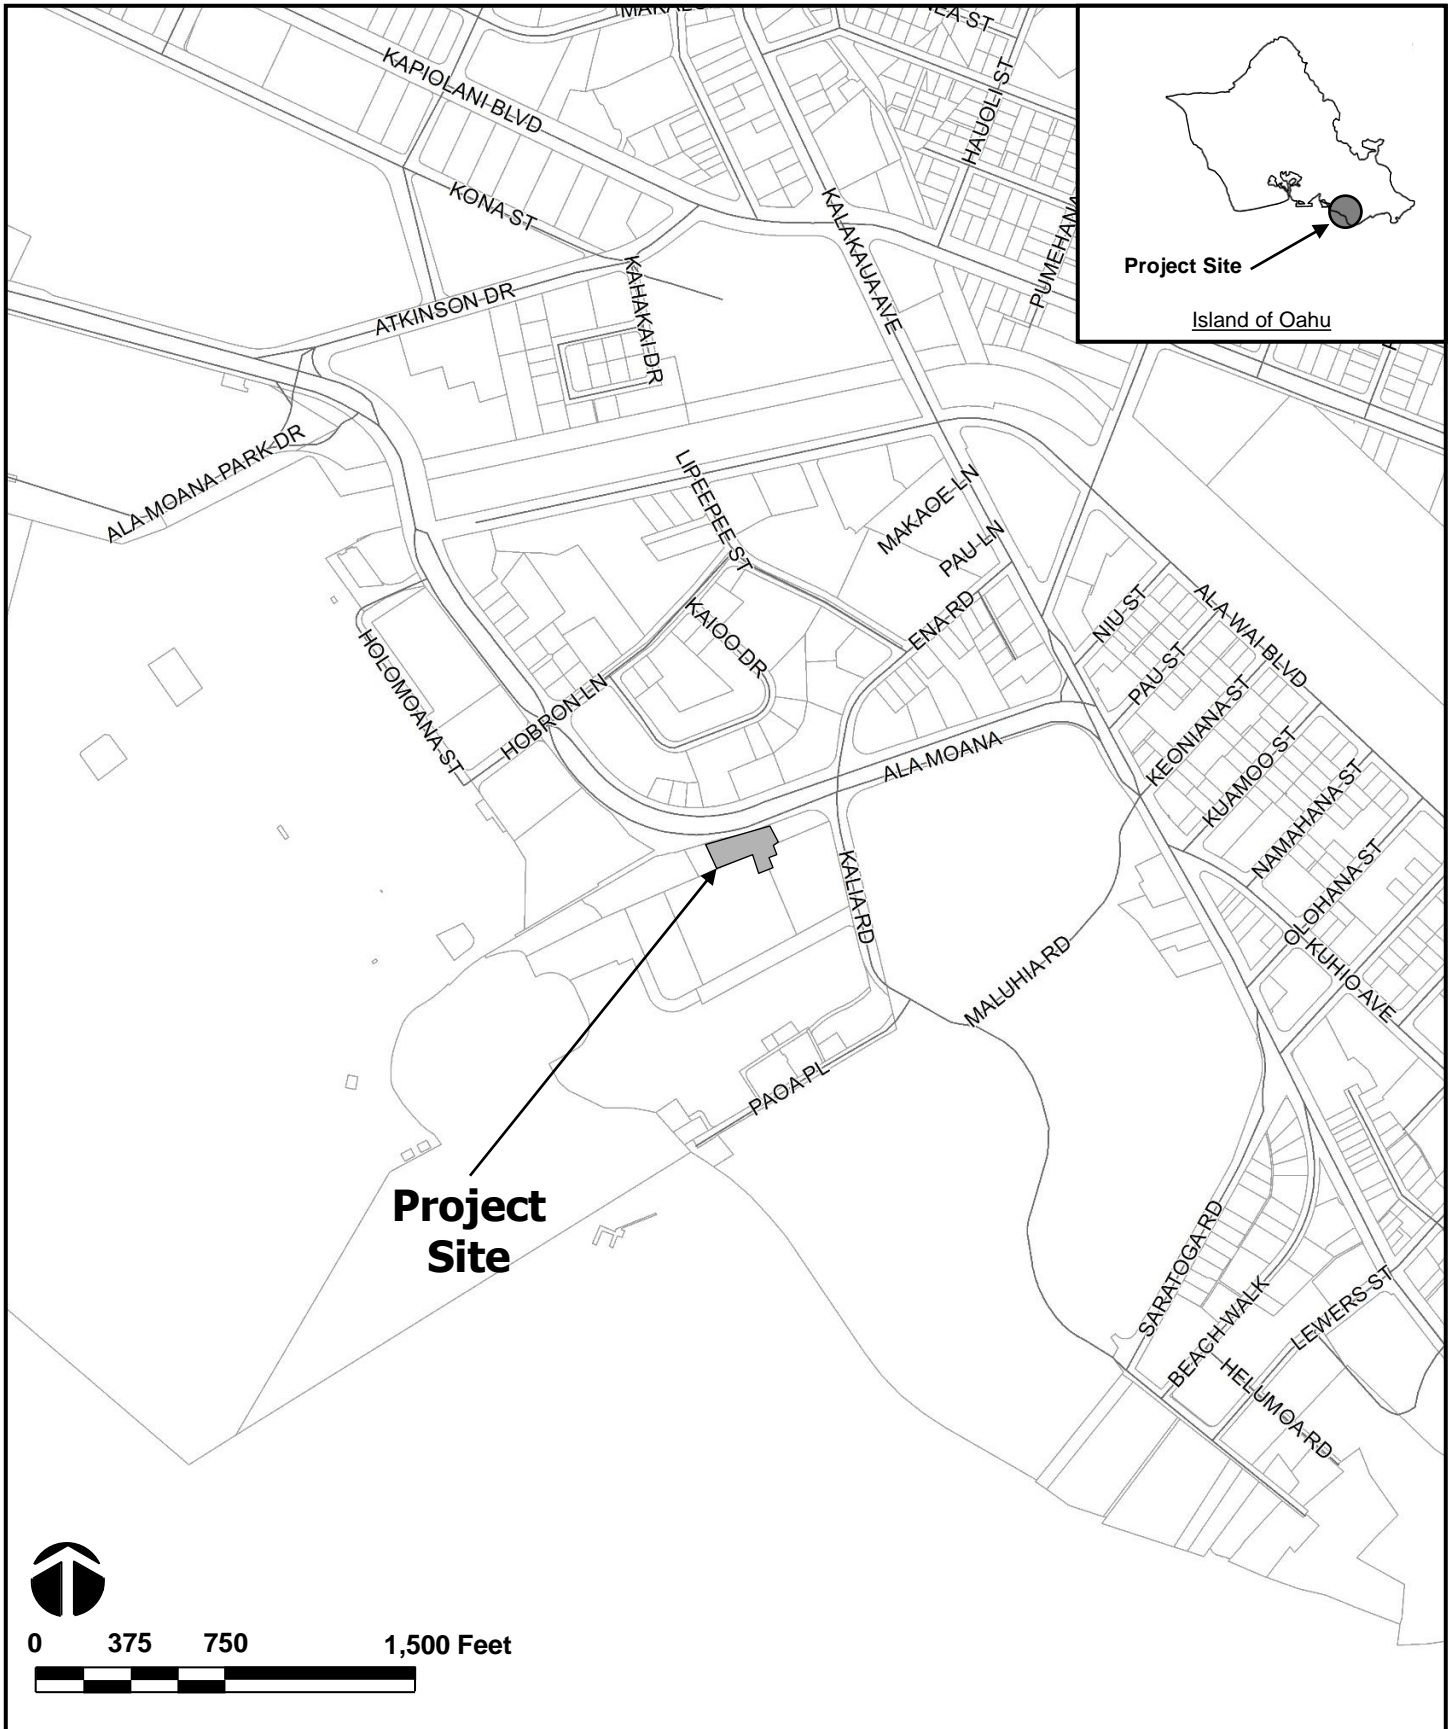 KAPIOLANI BLVD
KONA ST
HAUOLI ST
KALAKAUA AVE
PUMEHANA
Project Site
Island of Oahu
KAHAKAI DR
ATKINSON DR
ALA MOANA PARK DR
LIPEEPEE ST
MAKAOE LN
PAU LN
ENA RD
KAIOO DR
NIU ST
ALA WAI BLVD
PAU ST
HOLOMOANA ST
HOBRON LN
KEONIANA ST
KUAMOO ST
ALA MOANA
NAMAHANA ST
OLOHANA ST
KALIA RD
KUHIO AVE
MALUHIA RD
PAOA PL
Project
Site
SARATOGA RD
BEACH WALK
LEWERS ST
HELUMOA RD
0 375 750 1,500 Feet